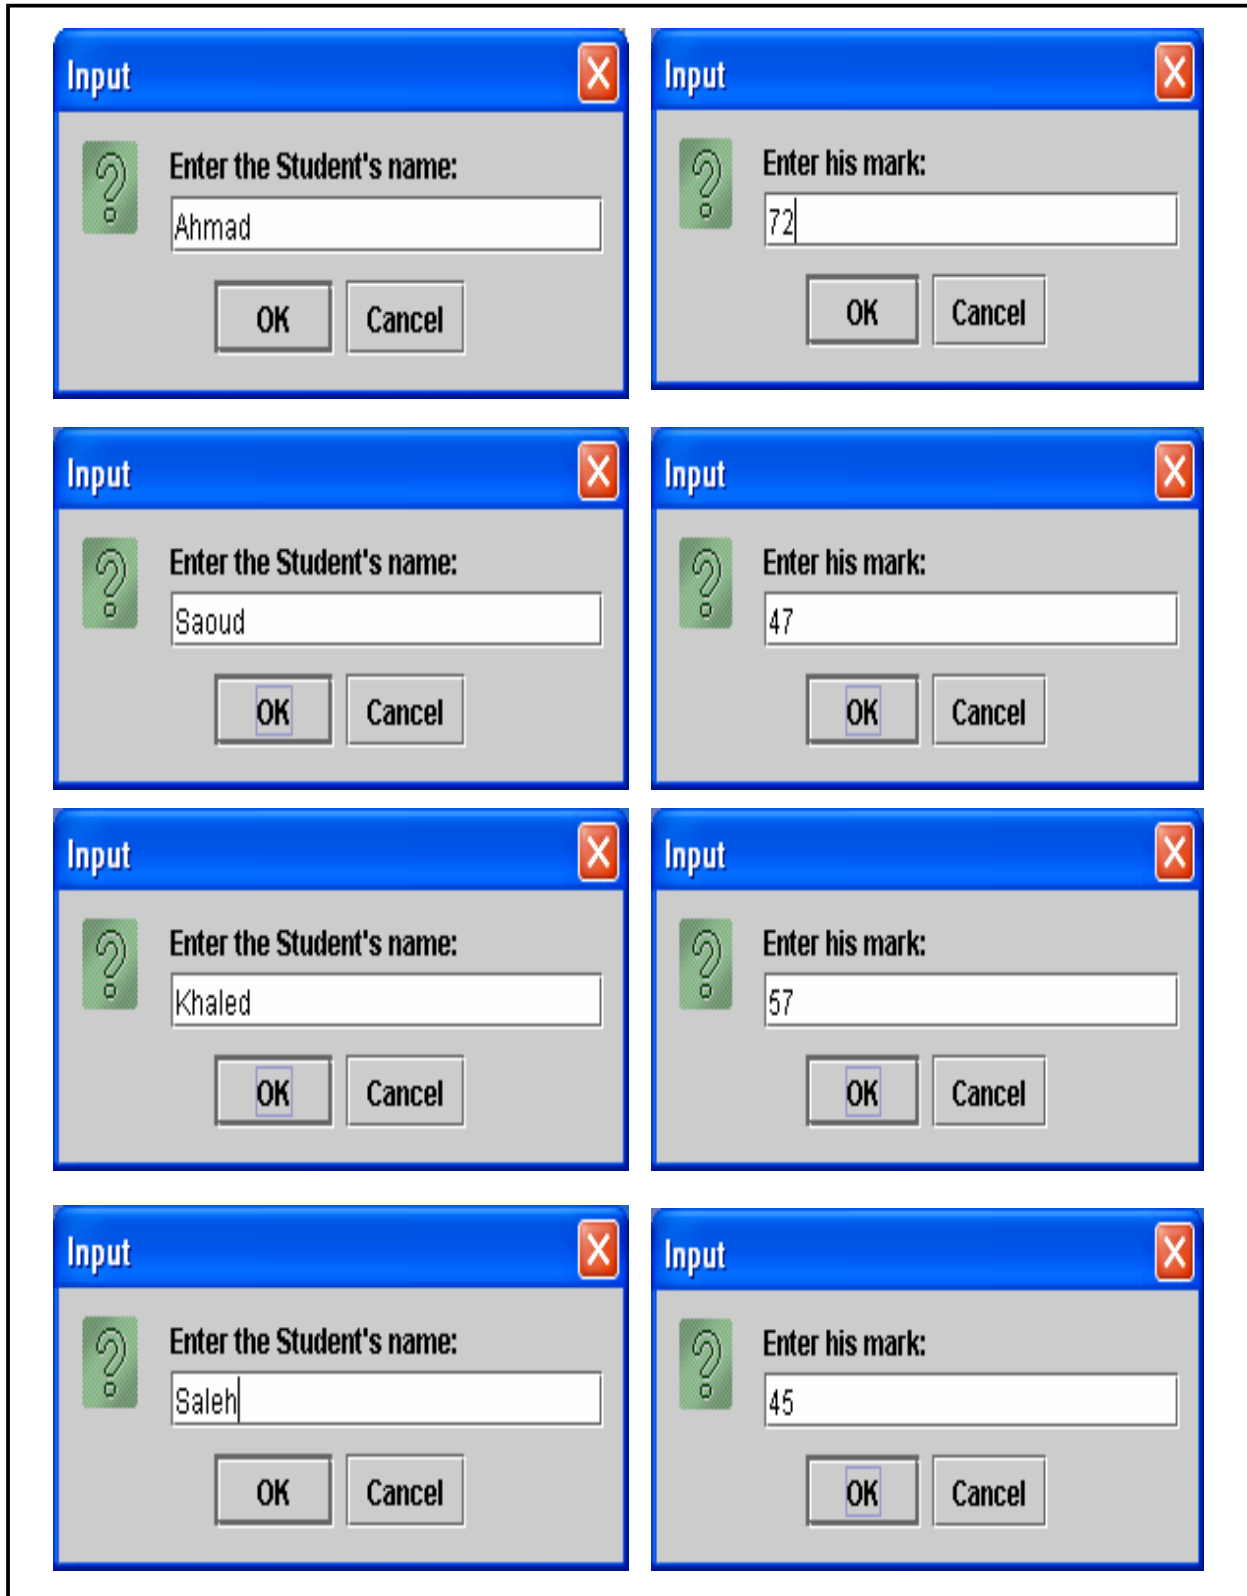 Input
Enter the Student's name:
Ahmad
OK Cancel
Input
Enter his mark:
72
OK Cancel
Input
Enter the Student's name:
Saoud
OK Cancel
Input
Enter his mark:
47
OK Cancel
Input
Enter the Student's name:
Khaled
OK Cancel
Input
Enter his mark:
57
OK Cancel
Input
Enter the Student's name:
Saleh
OK Cancel
Input
Enter his mark:
45
OK Cancel